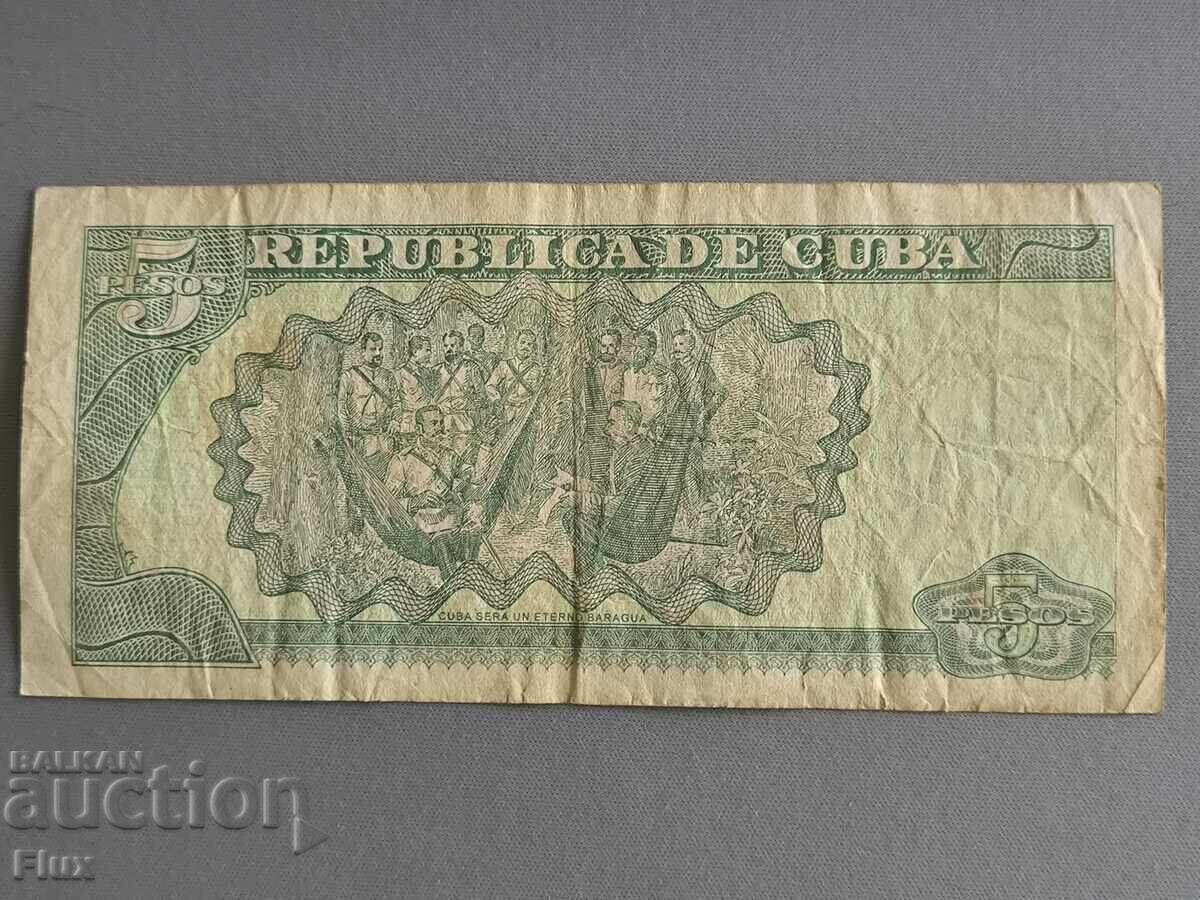 5
PESOS
REPUBLICA DE CUBA
CUBA SERA UN ETERNO BARAGUA
5
PESOS
BALKAN
auction
Flux